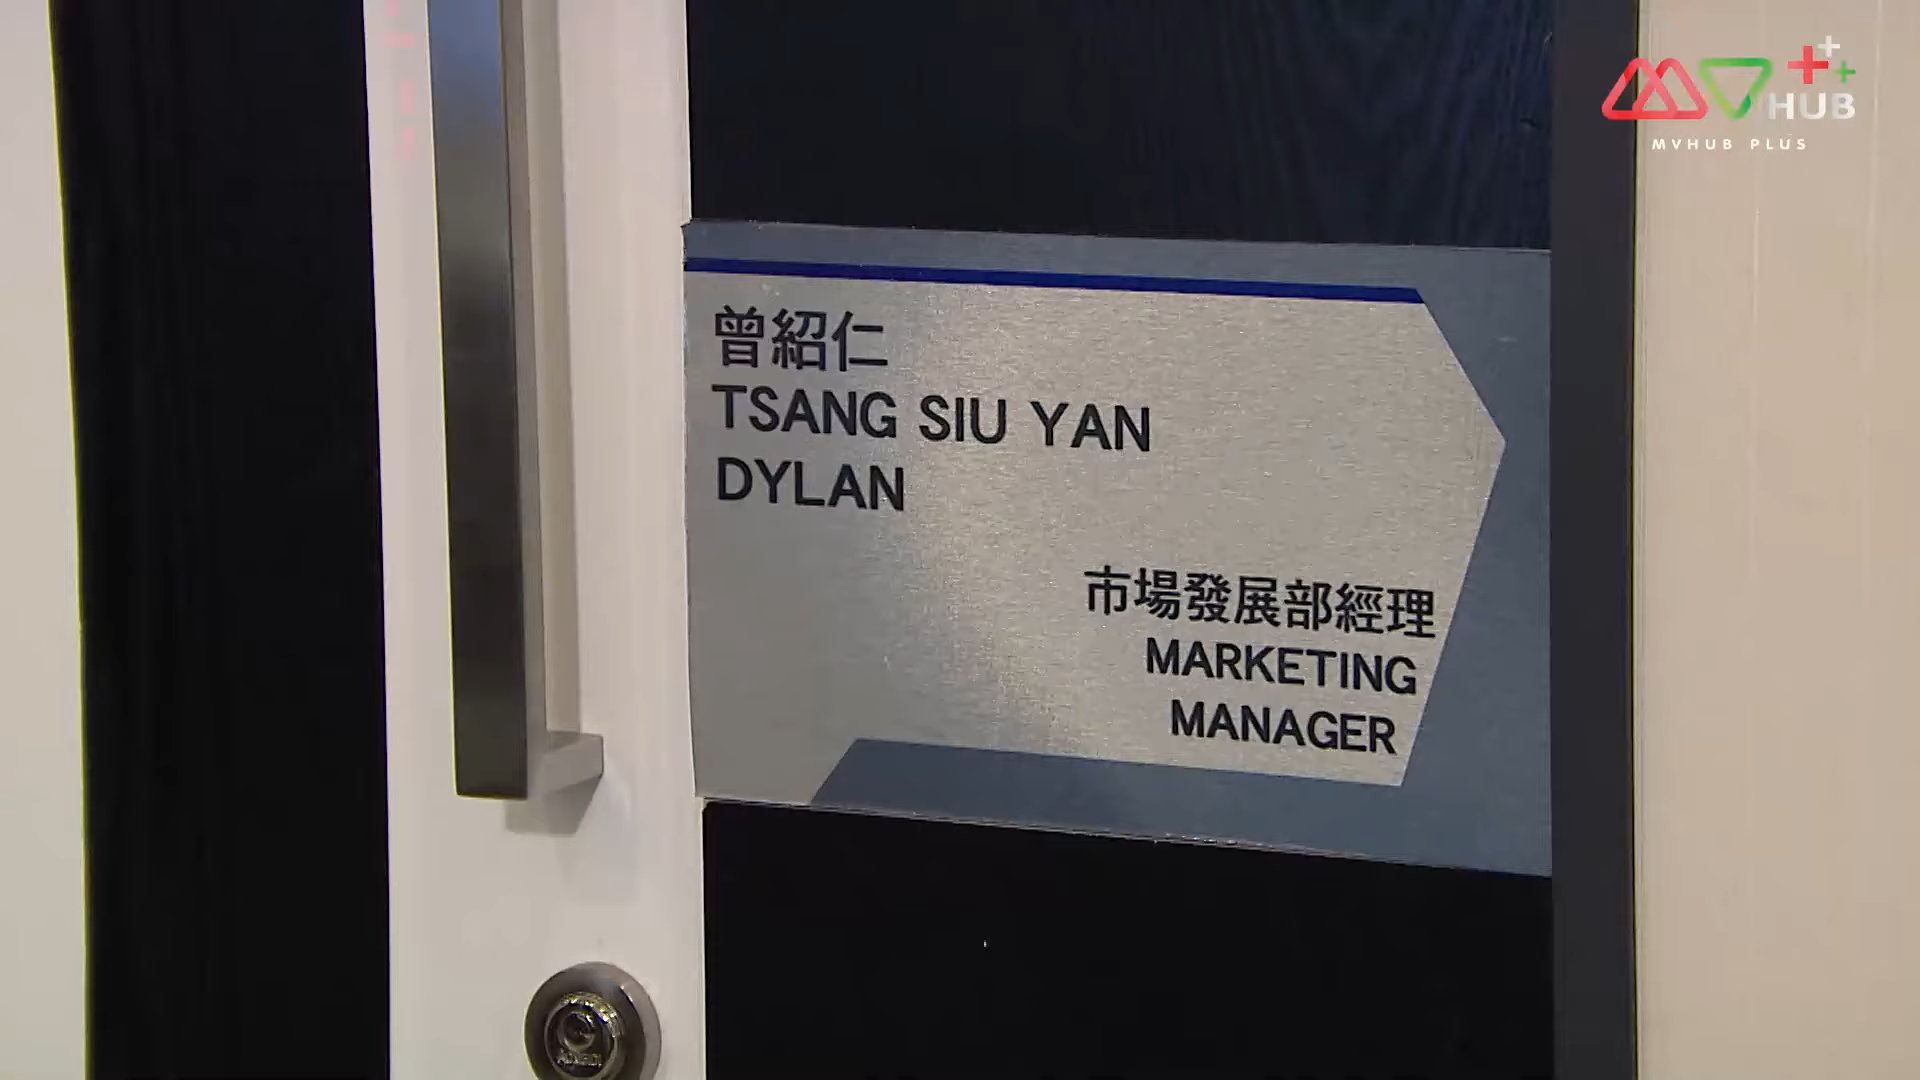 曾紹仁
TSANG SIU YAN
DYLAN
市場發展部經理
MARKETING
MANAGER
HUB
MVHUB PLUS